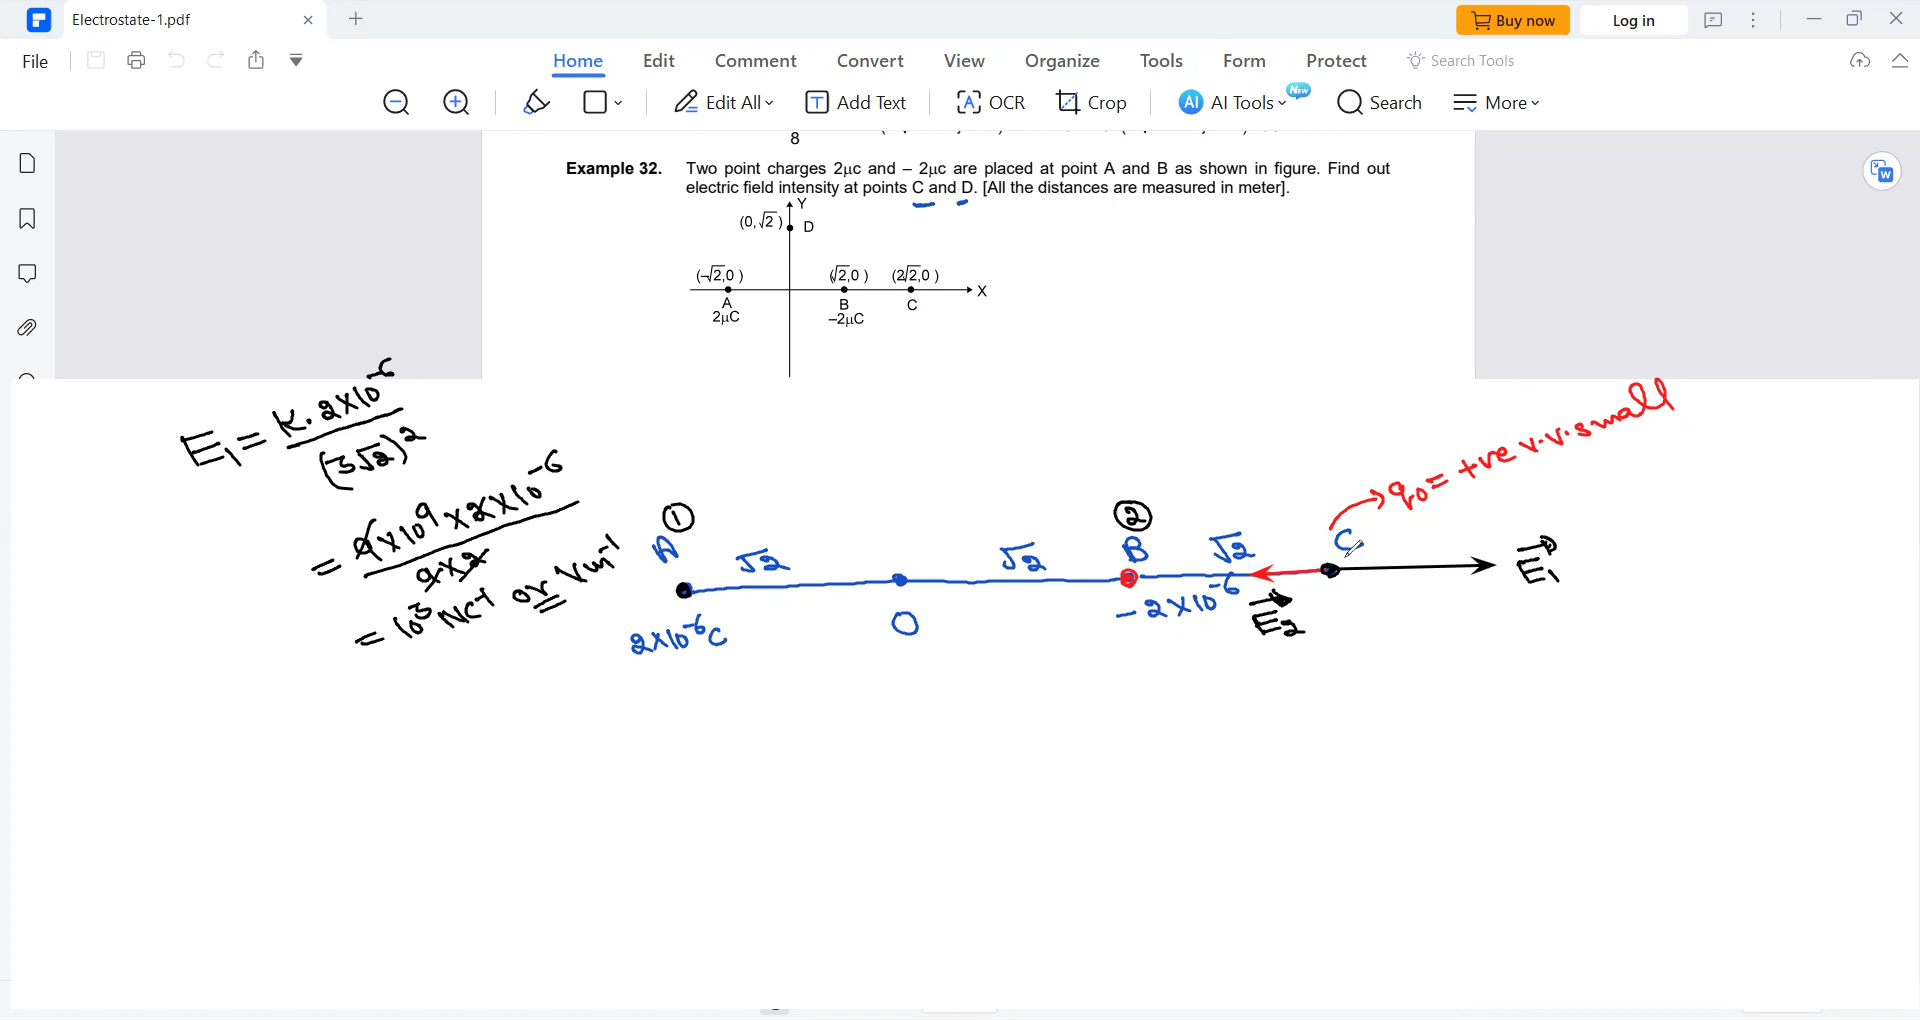 Electrostate-1.pdf
Buy now
Log in
File
Home Edit Comment Convert View Organize Tools Form Protect Search Tools
Edit All Add Text OCR Crop AI AI Tools New Search More
8
Example 32. Two point charges 2μc and – 2μc are placed at point A and B as shown in figure. Find out
electric field intensity at points C and D. [All the distances are measured in meter].
Y
(0,√2) D
(-√2,0) (√2,0) (2√2,0)
X
A B C
2μC –2μC
E₁ = K·2×10⁻⁶
(3√2)²
= 9×10⁹×2×10⁻⁶
9×2
= 10³ NC⁻¹ or Vm⁻¹
q₀ = +ve v.v.small
① ②
A √2 √2 B √2 C
E₁
2×10⁻⁶C O -2×10⁻⁶ E₂